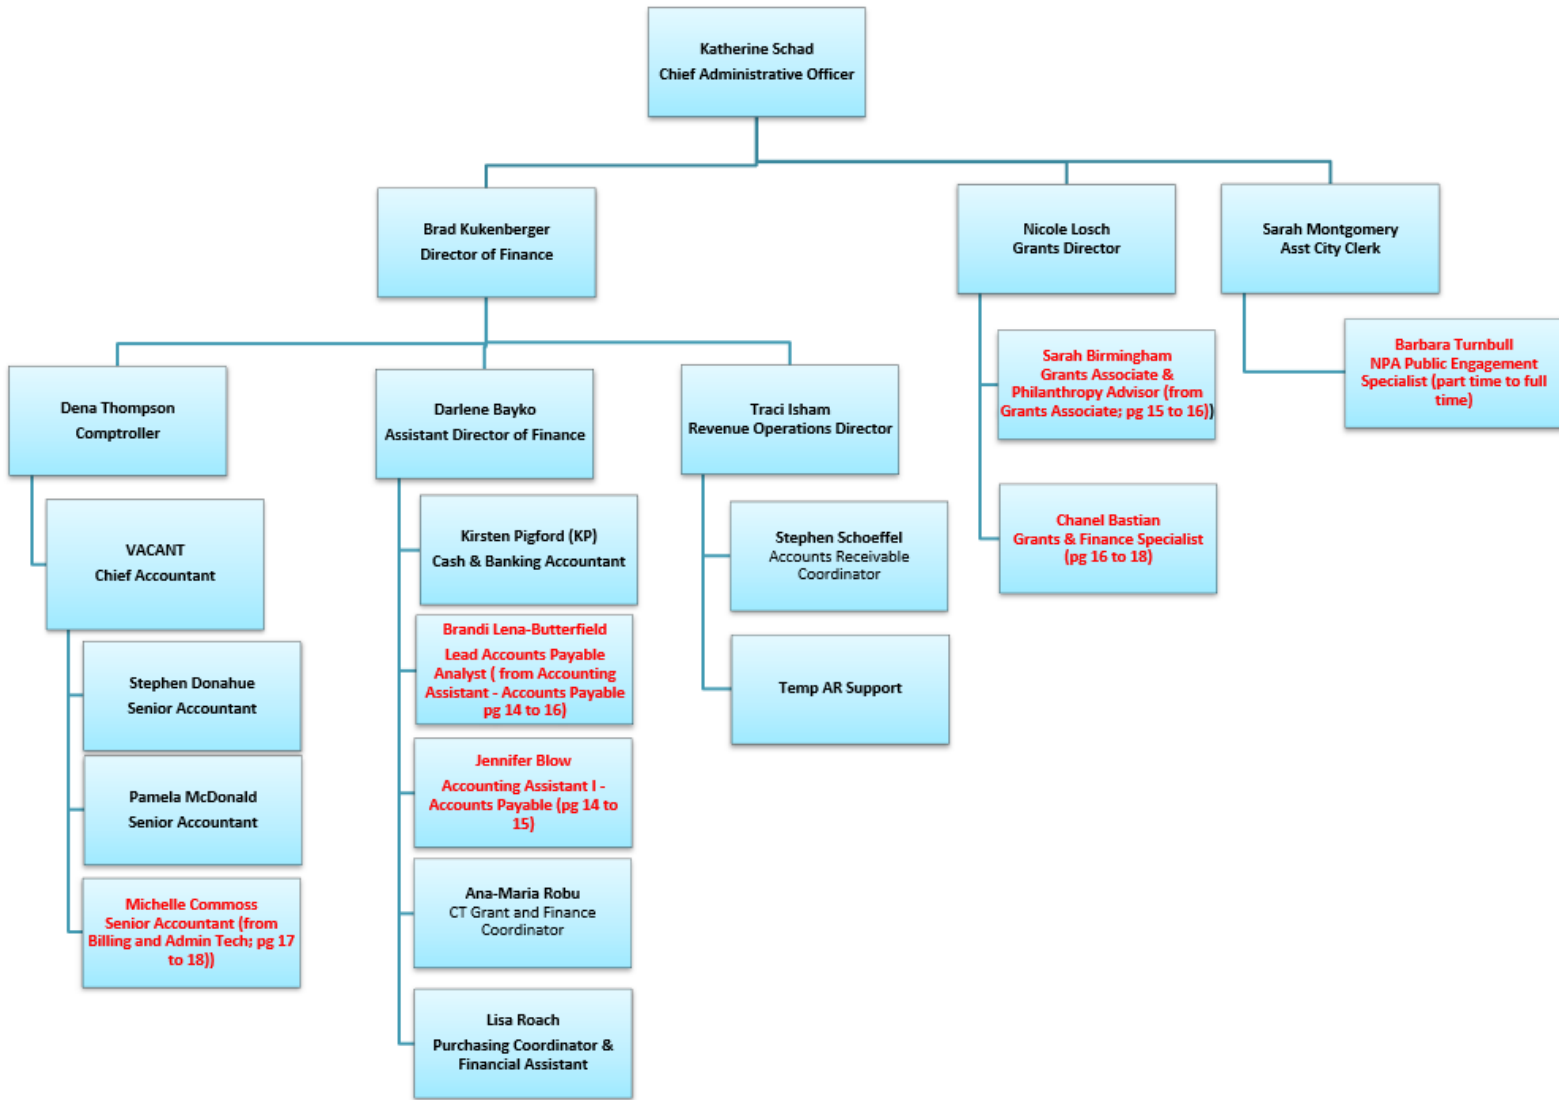 Katherine Schad
Chief Administrative Officer
Brad Kukenberger
Director of Finance
Nicole Losch
Grants Director
Sarah Montgomery
Asst City Clerk
Dena Thompson
Comptroller
VACANT
Chief Accountant
Stephen Donahue
Senior Accountant
Pamela McDonald
Senior Accountant
Michelle Commoss
Senior Accountant (from
Billing and Admin Tech; pg 17
to 18))
Darlene Bayko
Assistant Director of Finance
Kirsten Pigford (KP)
Cash & Banking Accountant
Brandi Lena-Butterfield
Lead Accounts Payable
Analyst ( from Accounting
Assistant - Accounts Payable
pg 14 to 16)
Jennifer Blow
Accounting Assistant I -
Accounts Payable (pg 14 to
15)
Ana-Maria Robu
CT Grant and Finance
Coordinator
Lisa Roach
Purchasing Coordinator &
Financial Assistant
Traci Isham
Revenue Operations Director
Stephen Schoeffel
Accounts Receivable
Coordinator
Temp AR Support
Sarah Birmingham
Grants Associate &
Philanthropy Advisor (from
Grants Associate; pg 15 to 16))
Chanel Bastian
Grants & Finance Specialist
(pg 16 to 18)
Barbara Turnbull
NPA Public Engagement
Specialist (part time to full
time)